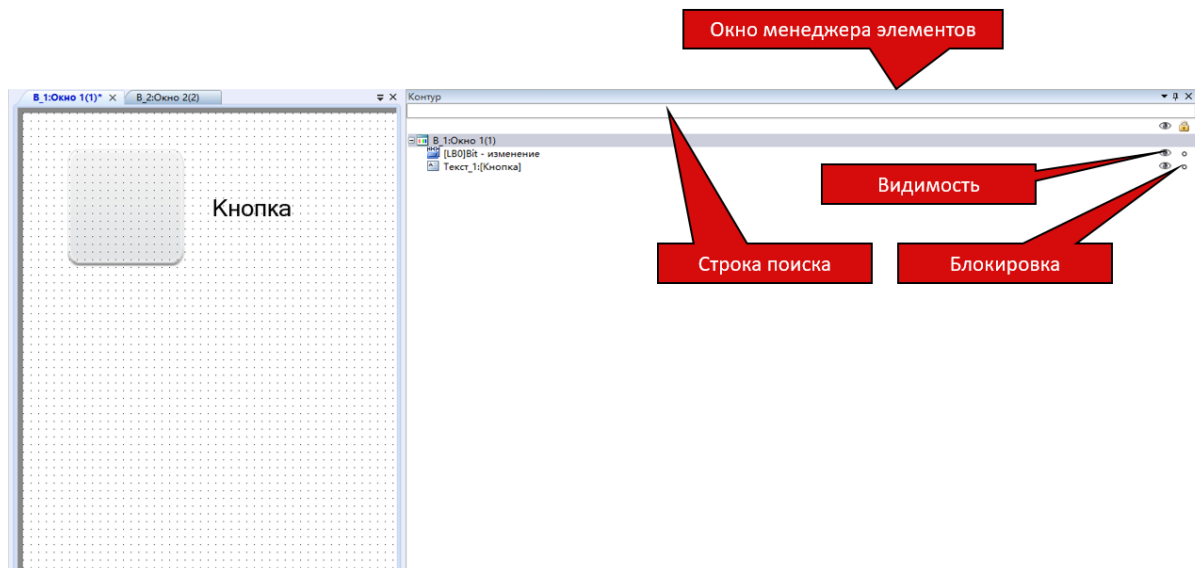 Окно менеджера элементов
B_1:Окно 1(1)*
B_2:Окно 2(2)
Контур
B_1:Окно 1(1)
[LB0]Bit - изменение
Текст_1:[Кнопка]
Видимость
Кнопка
Строка поиска
Блокировка